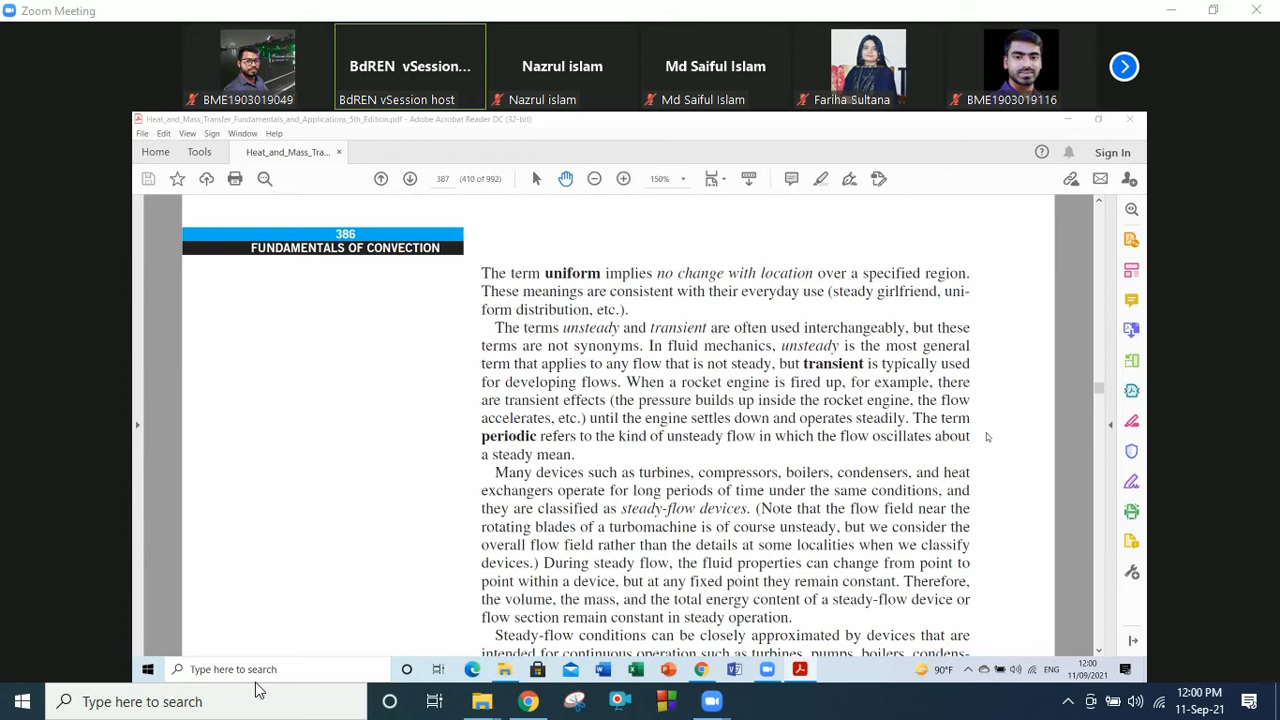 Zoom Meeting
BdREN vSession...
Nazrul islam
Md Saiful Islam
BME1903019049
BdREN vSession host
Nazrul islam
Md Saiful Islam
Fariha Sultana
BME1903019116
Heat_and_Mass_Transfer_Fundamentals_and_Applications_5th_Edition.pdf - Adobe Acrobat Reader DC (32-bit)
File Edit View Sign Window Help
Home Tools Heat_and_Mass_Tra... × Sign In
387 (410 of 992) 150%
386
FUNDAMENTALS OF CONVECTION
The term uniform implies no change with location over a specified region.
These meanings are consistent with their everyday use (steady girlfriend, uni-
form distribution, etc.).
The terms unsteady and transient are often used interchangeably, but these
terms are not synonyms. In fluid mechanics, unsteady is the most general
term that applies to any flow that is not steady, but transient is typically used
for developing flows. When a rocket engine is fired up, for example, there
are transient effects (the pressure builds up inside the rocket engine, the flow
accelerates, etc.) until the engine settles down and operates steadily. The term
periodic refers to the kind of unsteady flow in which the flow oscillates about
a steady mean.
Many devices such as turbines, compressors, boilers, condensers, and heat
exchangers operate for long periods of time under the same conditions, and
they are classified as steady-flow devices. (Note that the flow field near the
rotating blades of a turbomachine is of course unsteady, but we consider the
overall flow field rather than the details at some localities when we classify
devices.) During steady flow, the fluid properties can change from point to
point within a device, but at any fixed point they remain constant. Therefore,
the volume, the mass, and the total energy content of a steady-flow device or
flow section remain constant in steady operation.
Steady-flow conditions can be closely approximated by devices that are
intended for continuous operation such as turbines, pumps, boilers, condens-
Type here to search
90°F
ENG
12:00
11/09/2021
Type here to search
12:00 PM
11-Sep-21